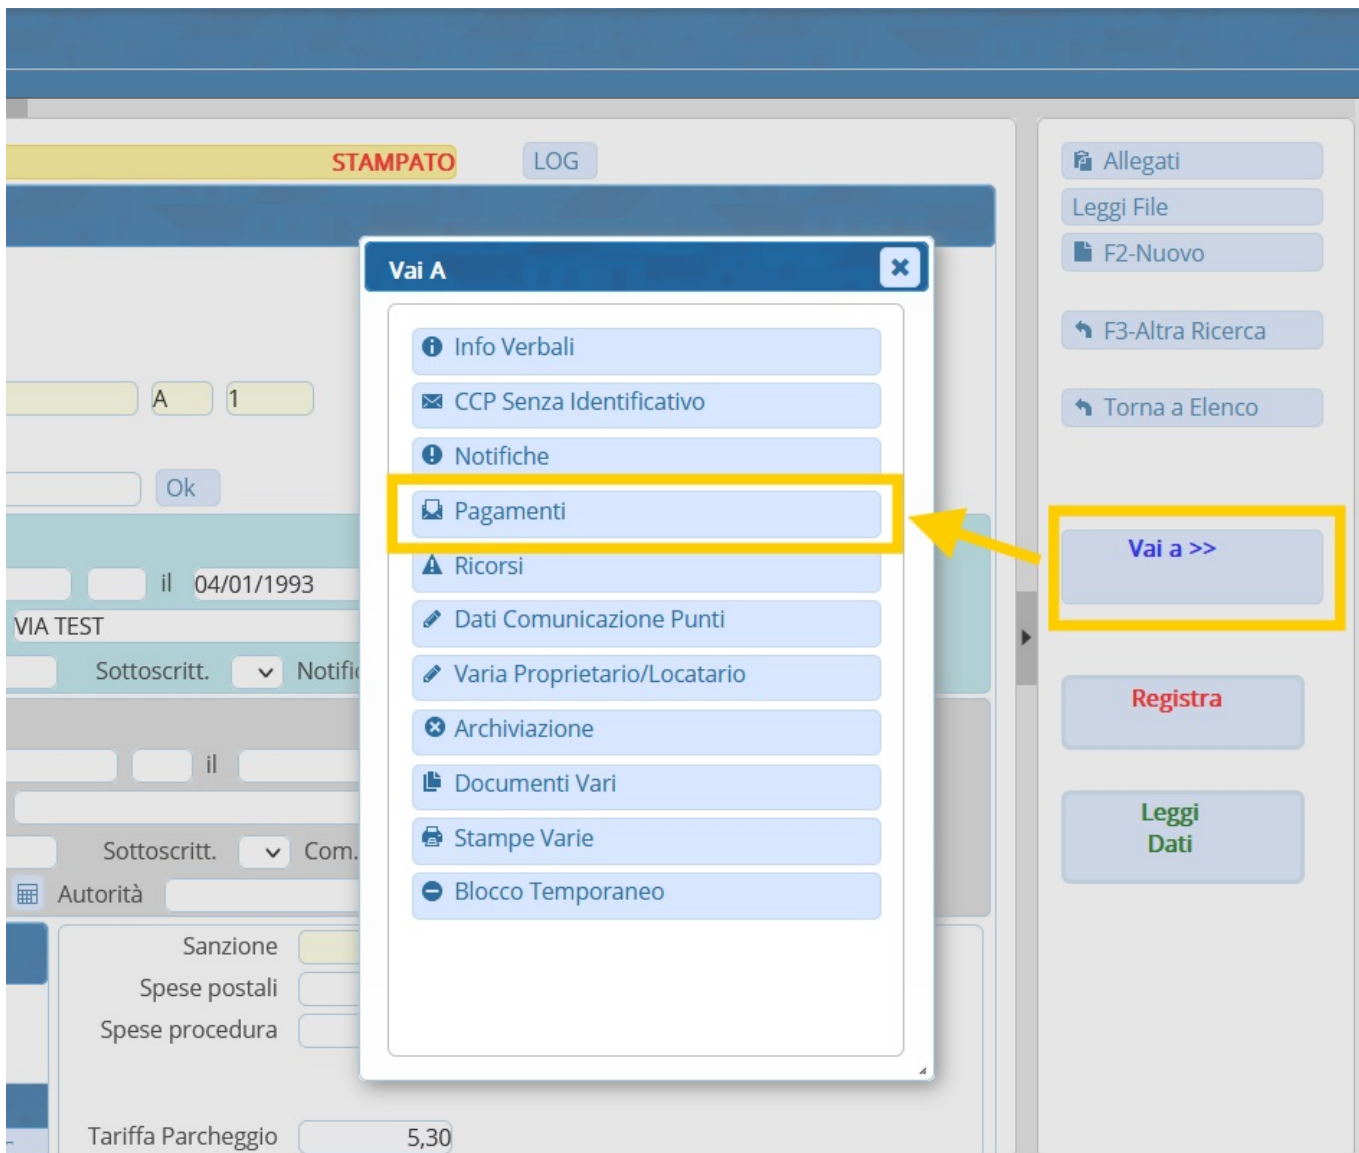 STAMPATO LOG
Allegati
Leggi File
F2-Nuovo
F3-Altra Ricerca
Torna a Elenco
Vai a >>
Registra
Leggi
Dati
A 1
Ok
il 04/01/1993
VIA TEST
Sottoscritt.
il
Sottoscritt. Com.
Autorità
Sanzione
Spese postali
Spese procedura
Tariffa Parcheggio 5,30
Vai A
Info Verbali
CCP Senza Identificativo
Notifiche
Pagamenti
Ricorsi
Dati Comunicazione Punti
Varia Proprietario/Locatario
Archiviazione
Documenti Vari
Stampe Varie
Blocco Temporaneo